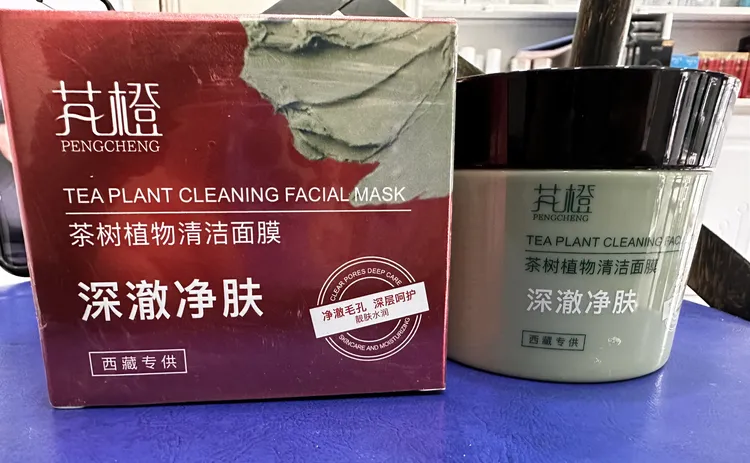 芃橙
PENGCHENG
TEA PLANT CLEANING FACIAL MASK
茶树植物清洁面膜
深澈净肤
西藏专供
CLEAR PORES DEEP CARE
净澈毛孔 深层呵护
靓肤水润
SKINCARE AND MOISTURIZING
芃橙
PENGCHENG
TEA PLANT CLEANING FAC
茶树植物清洁面膜
深澈净肤
西藏专供